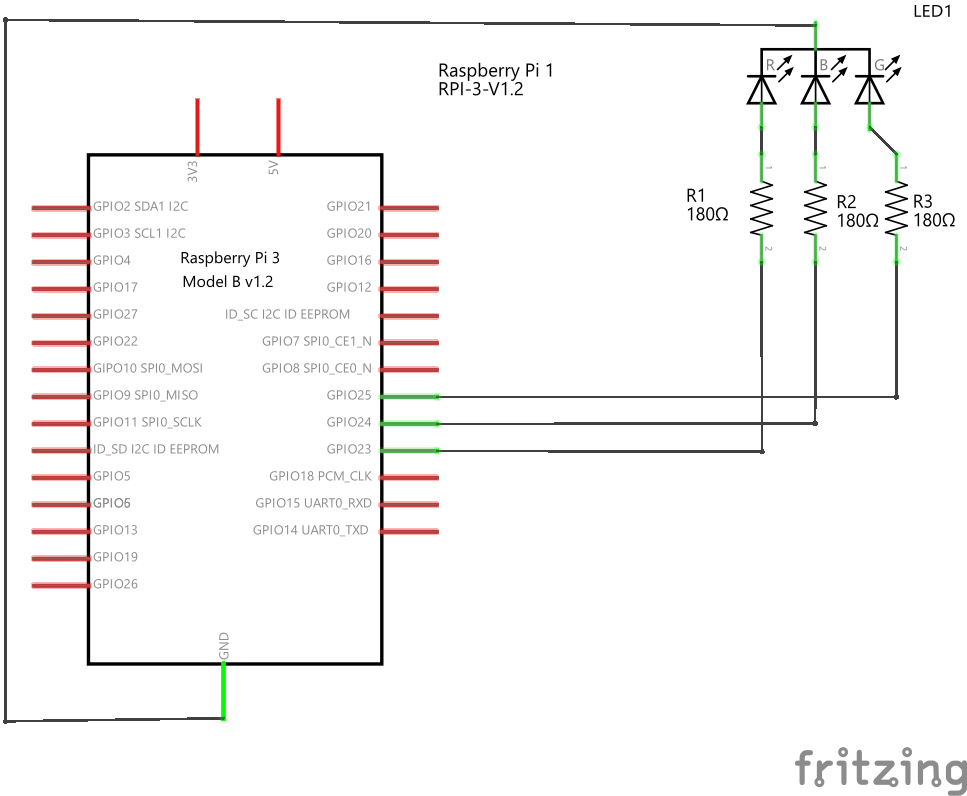 LED1
R
B
G
Raspberry Pi 1
RPI-3-V1.2
3V3
5V
1
1
1
R1
180Ω
R2
180Ω
R3
180Ω
2
2
2
GPIO2 SDA1 I2C
GPIO21
GPIO3 SCL1 I2C
GPIO20
GPIO4
Raspberry Pi 3
Model B v1.2
GPIO16
GPIO17
GPIO12
GPIO27
ID_SC I2C ID EEPROM
GPIO22
GPIO7 SPI0_CE1_N
GIPO10 SPI0_MOSI
GPIO8 SPI0_CE0_N
GPIO9 SPI0_MISO
GPIO25
GPIO11 SPI0_SCLK
GPIO24
ID_SD I2C ID EEPROM
GPIO23
GPIO5
GPIO18 PCM_CLK
GPIO6
GPIO15 UART0_RXD
GPIO13
GPIO14 UART0_TXD
GPIO19
GPIO26
GND
fritzing